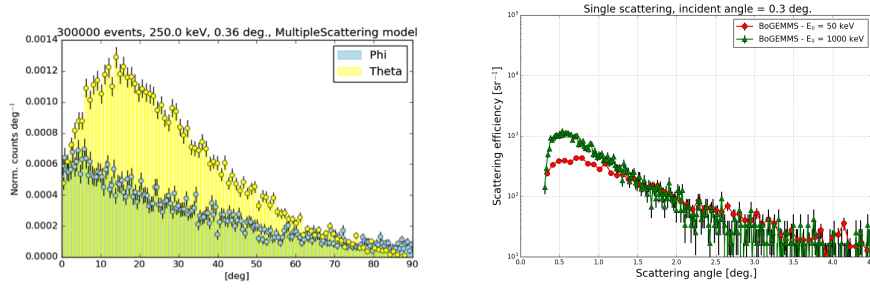 300000 events, 250.0 keV, 0.36 deg., MultipleScattering model
Phi
Theta
Norm. counts deg⁻¹
0.0014
0.0012
0.0010
0.0008
0.0006
0.0004
0.0002
0.0000
0 10 20 30 40 50 60 70 80 90
[deg]
Single scattering, incident angle = 0.3 deg.
BoGEMMS - E₀ = 50 keV
BoGEMMS - E₀ = 1000 keV
Scattering efficiency [sr⁻¹]
10⁵
10⁴
10³
10²
10¹
0.0 0.5 1.0 1.5 2.0 2.5 3.0 3.5 4.0 4.5
Scattering angle [deg.]